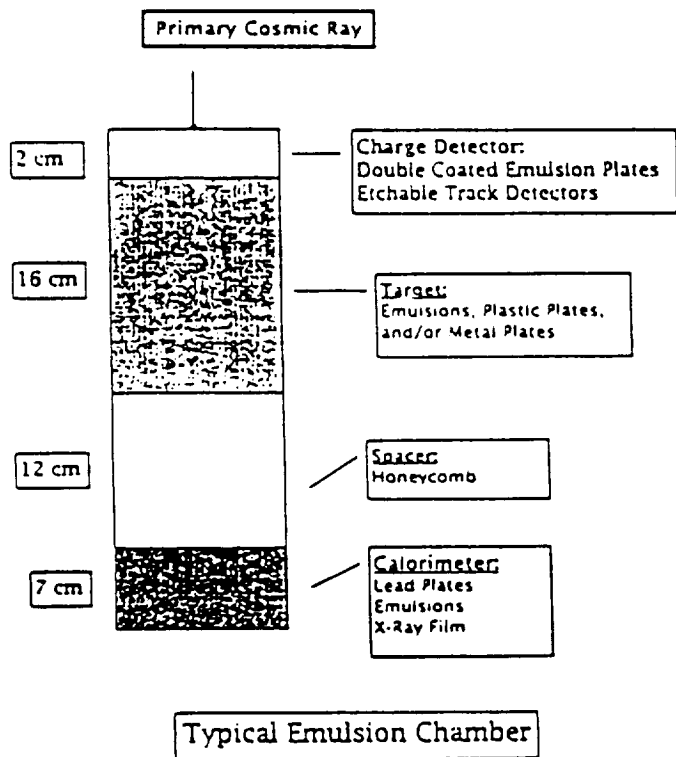 Primary Cosmic Ray
2 cm
Charge Detector:
Double Coated Emulsion Plates
Etchable Track Detectors
16 cm
Target:
Emulsions, Plastic Plates,
and/or Metal Plates
12 cm
Spacer:
Honeycomb
7 cm
Calorimeter:
Lead Plates
Emulsions
X-Ray Film
Typical Emulsion Chamber